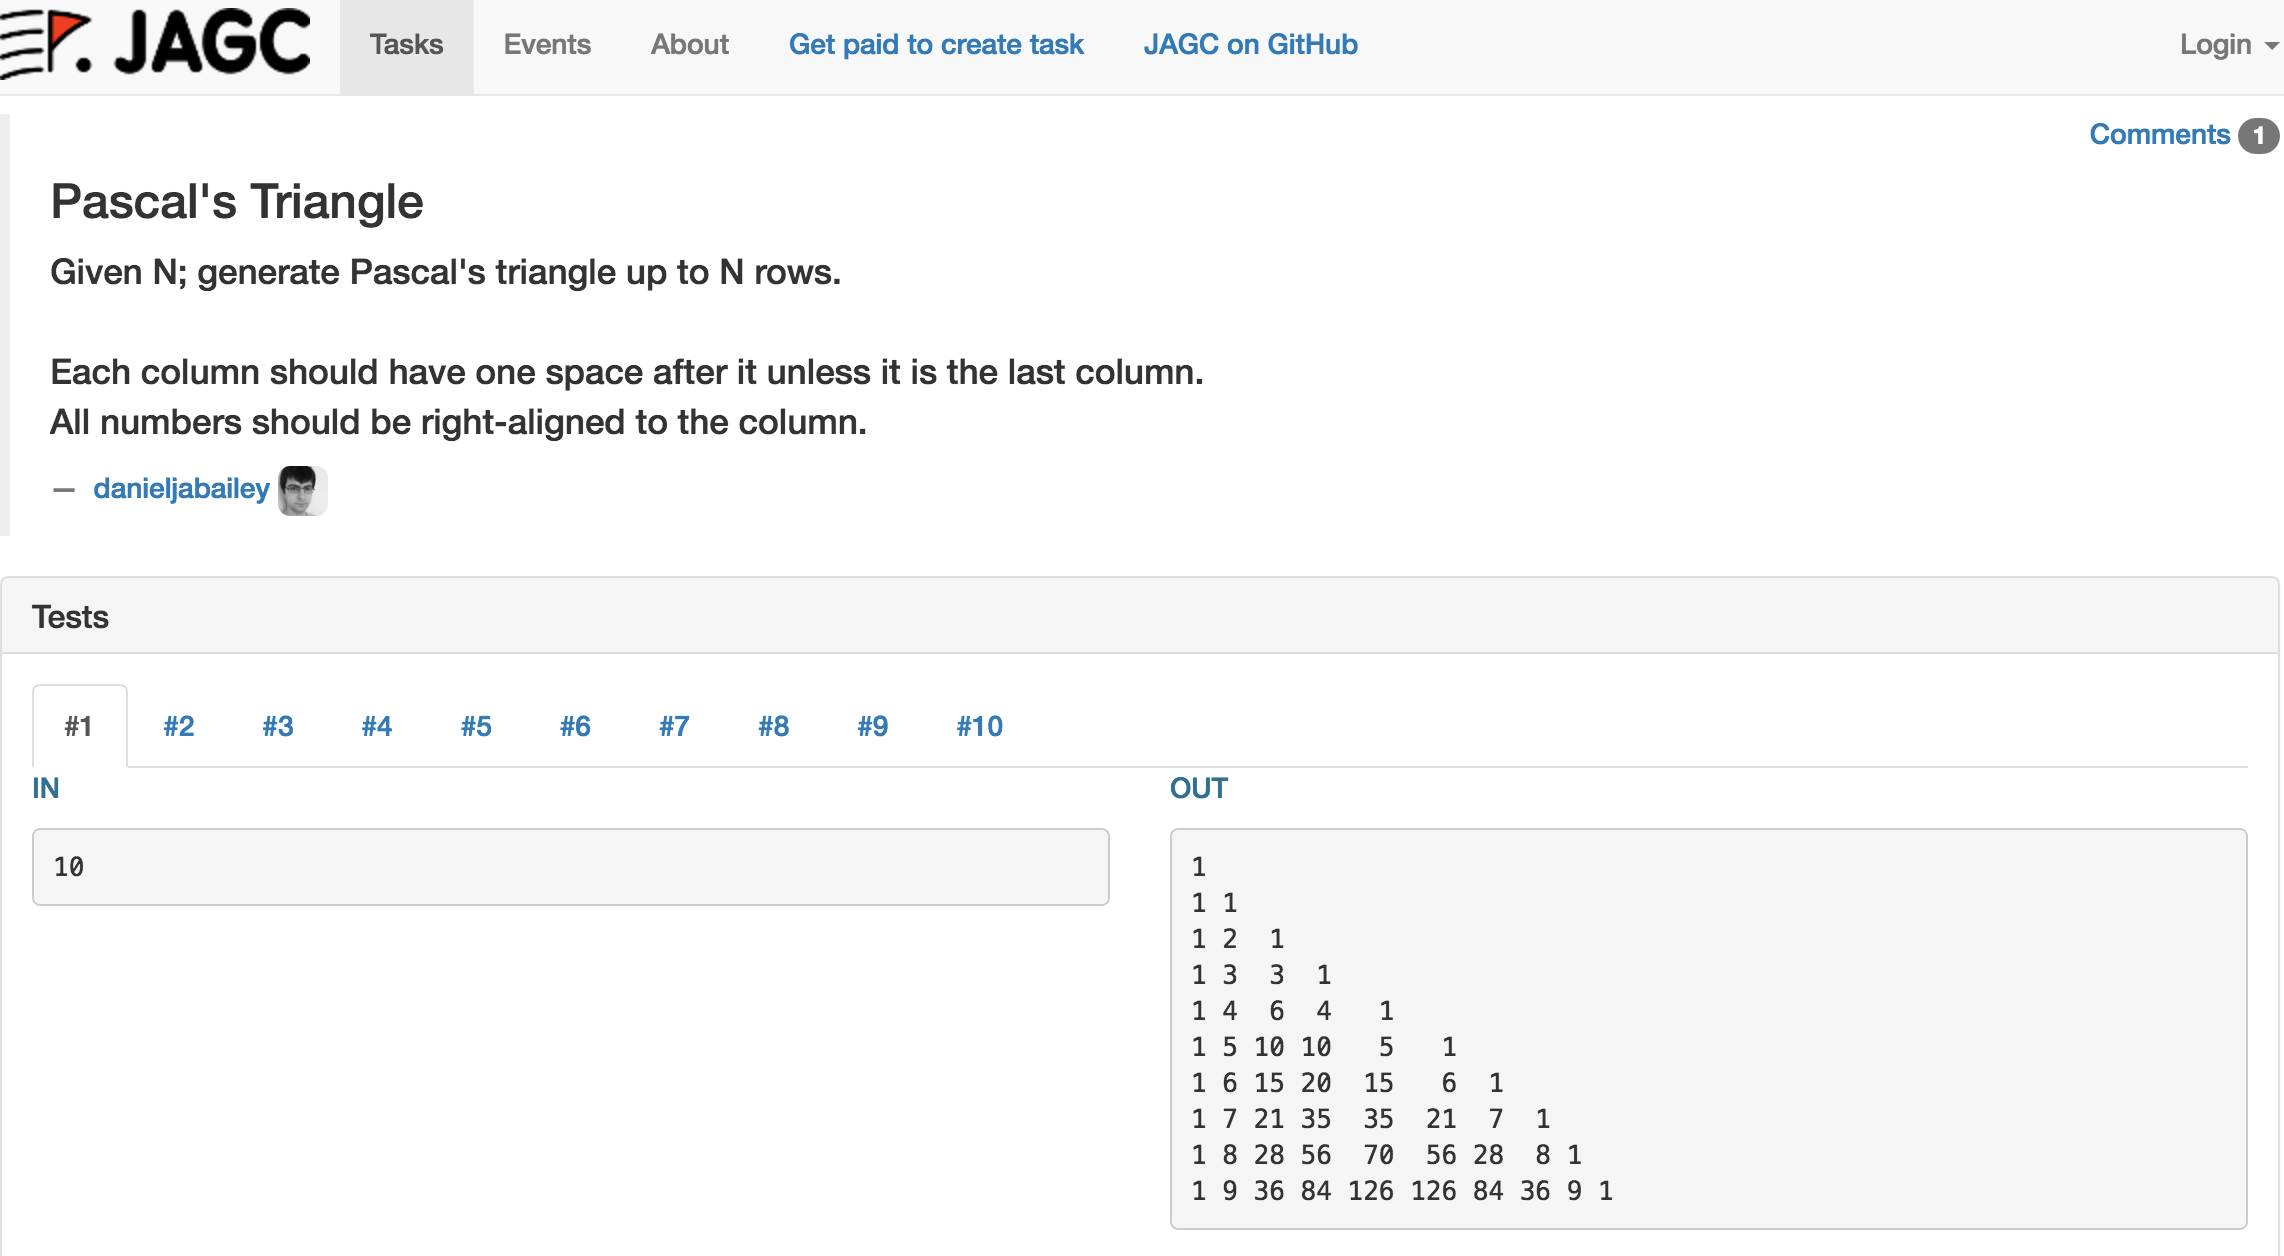 JAGC Tasks Events About Get paid to create task JAGC on GitHub Login
Comments 1
Pascal's Triangle
Given N; generate Pascal's triangle up to N rows.
Each column should have one space after it unless it is the last column.
All numbers should be right-aligned to the column.
— danieljabailey
Tests
#1 #2 #3 #4 #5 #6 #7 #8 #9 #10
IN
10
OUT
1
1 1
1 2  1
1 3  3  1
1 4  6  4   1
1 5 10 10   5   1
1 6 15 20  15   6  1
1 7 21 35  35  21  7  1
1 8 28 56  70  56 28  8 1
1 9 36 84 126 126 84 36 9 1